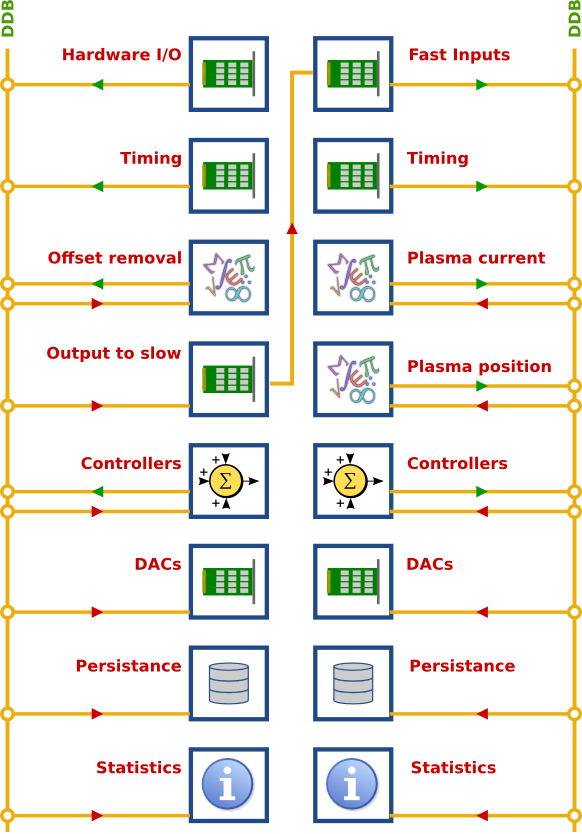 DDB
DDB
Hardware I/O
Fast Inputs
Timing
Timing
Offset removal
Plasma current
Output to slow
Plasma position
Controllers
Controllers
+
+
+
Σ
+
+
+
Σ
DACs
DACs
Persistance
Persistance
Statistics
Statistics
i
i